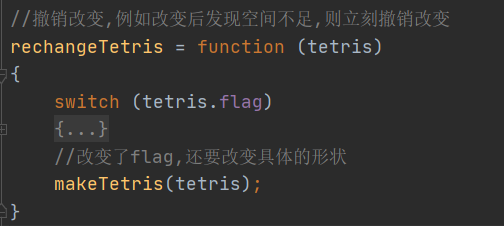 //撤销改变,例如改变后发现空间不足,则立刻撤销改变
rechangeTetris = function (tetris)
{
    switch (tetris.flag)
    {...}
    //改变了flag,还要改变具体的形状
    makeTetris(tetris);
}